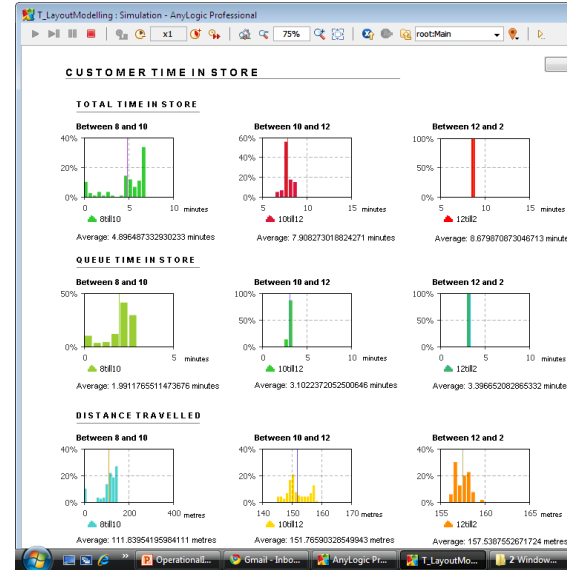 T_LayoutModelling : Simulation - AnyLogic Professional
x1 75% root:Main
CUSTOMER TIME IN STORE
TOTAL TIME IN STORE
Between 8 and 10 Between 10 and 12 Between 12 and 2
40% 60% 100%
40%
20% 50%
20%
0% 0% 0%
0 5 10 minutes 5 10 15 minutes 5 10 15 minutes
8till10 10till12 12till2
Average: 4.896487332930233 minutes Average: 7.908273018824271 minutes Average: 8.679870873046713 minutes
QUEUE TIME IN STORE
Between 8 and 10 Between 10 and 12 Between 12 and 2
50% 100% 100%
50% 50%
0% 0% 0%
0 5 minutes 0 5 10 minutes 0 5 10 minutes
8till10 10till12 12till2
Average: 1.9911765511473676 minutes Average: 3.1022372052500646 minutes Average: 3.396652082865332 minutes
DISTANCE TRAVELLED
Between 8 and 10 Between 10 and 12 Between 12 and 2
40% 40% 40%
20% 20% 20%
0% 0% 0%
0 200 400 metres 140 150 160 170 metres 155 160 165 metres
8till10 10till12 12till2
Average: 111.83954195984111 metres Average: 151.76590328549943 metres Average: 157.5387552671724 metres
Operationall... Gmail - Inbo... AnyLogic Pr... T_LayoutMo... 2 Window...